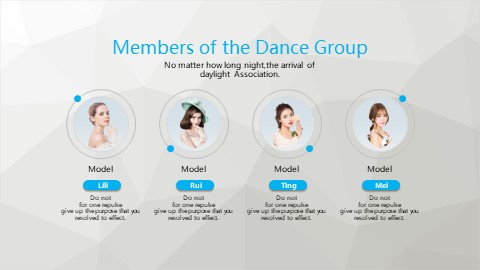 Members of the Dance Group
No matter how long night,the arrival of
daylight Association.
Model
Model
Model
Model
Lili
Rui
Ting
Mei
Do not
for one repulse
give up the purpose that you
resolved to effect.
Do not
for one repulse
give up the purpose that you
resolved to effect.
Do not
for one repulse
give up the purpose that you
resolved to effect.
Do not
for one repulse
give up the purpose that you
resolved to effect.